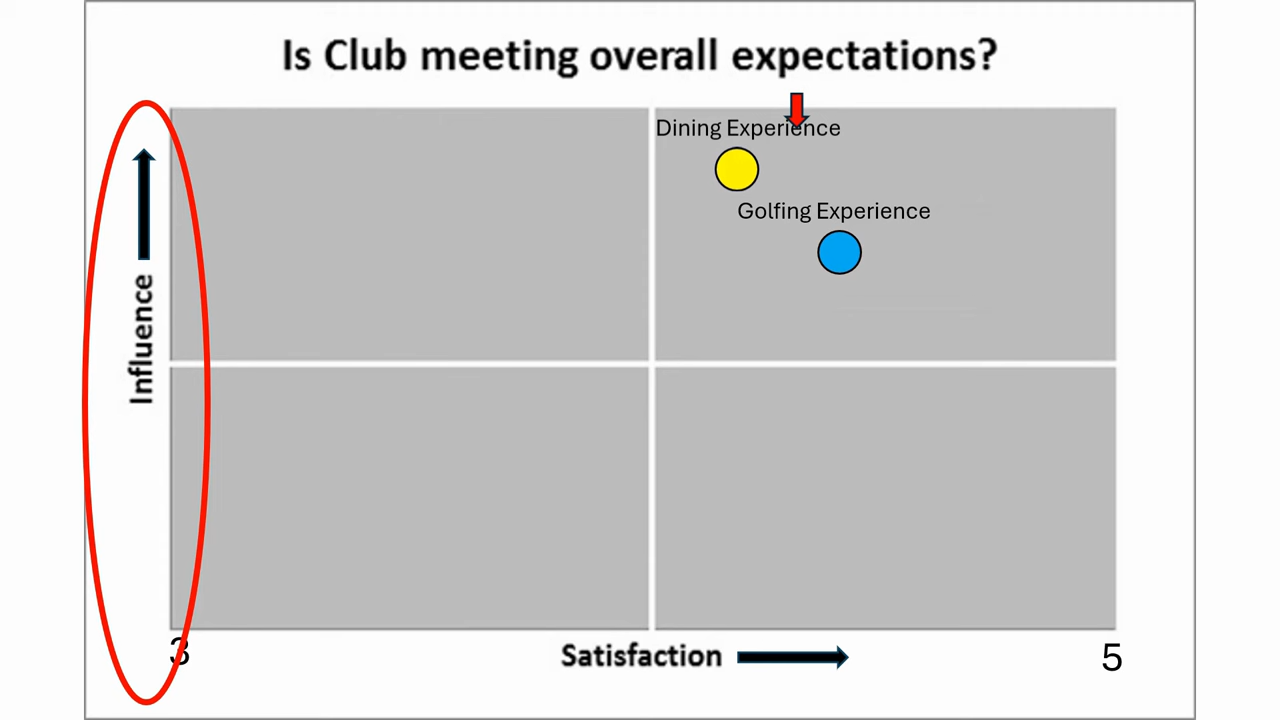 Is Club meeting overall expectations?
Dining Experience
Golfing Experience
Influence
3
Satisfaction
5